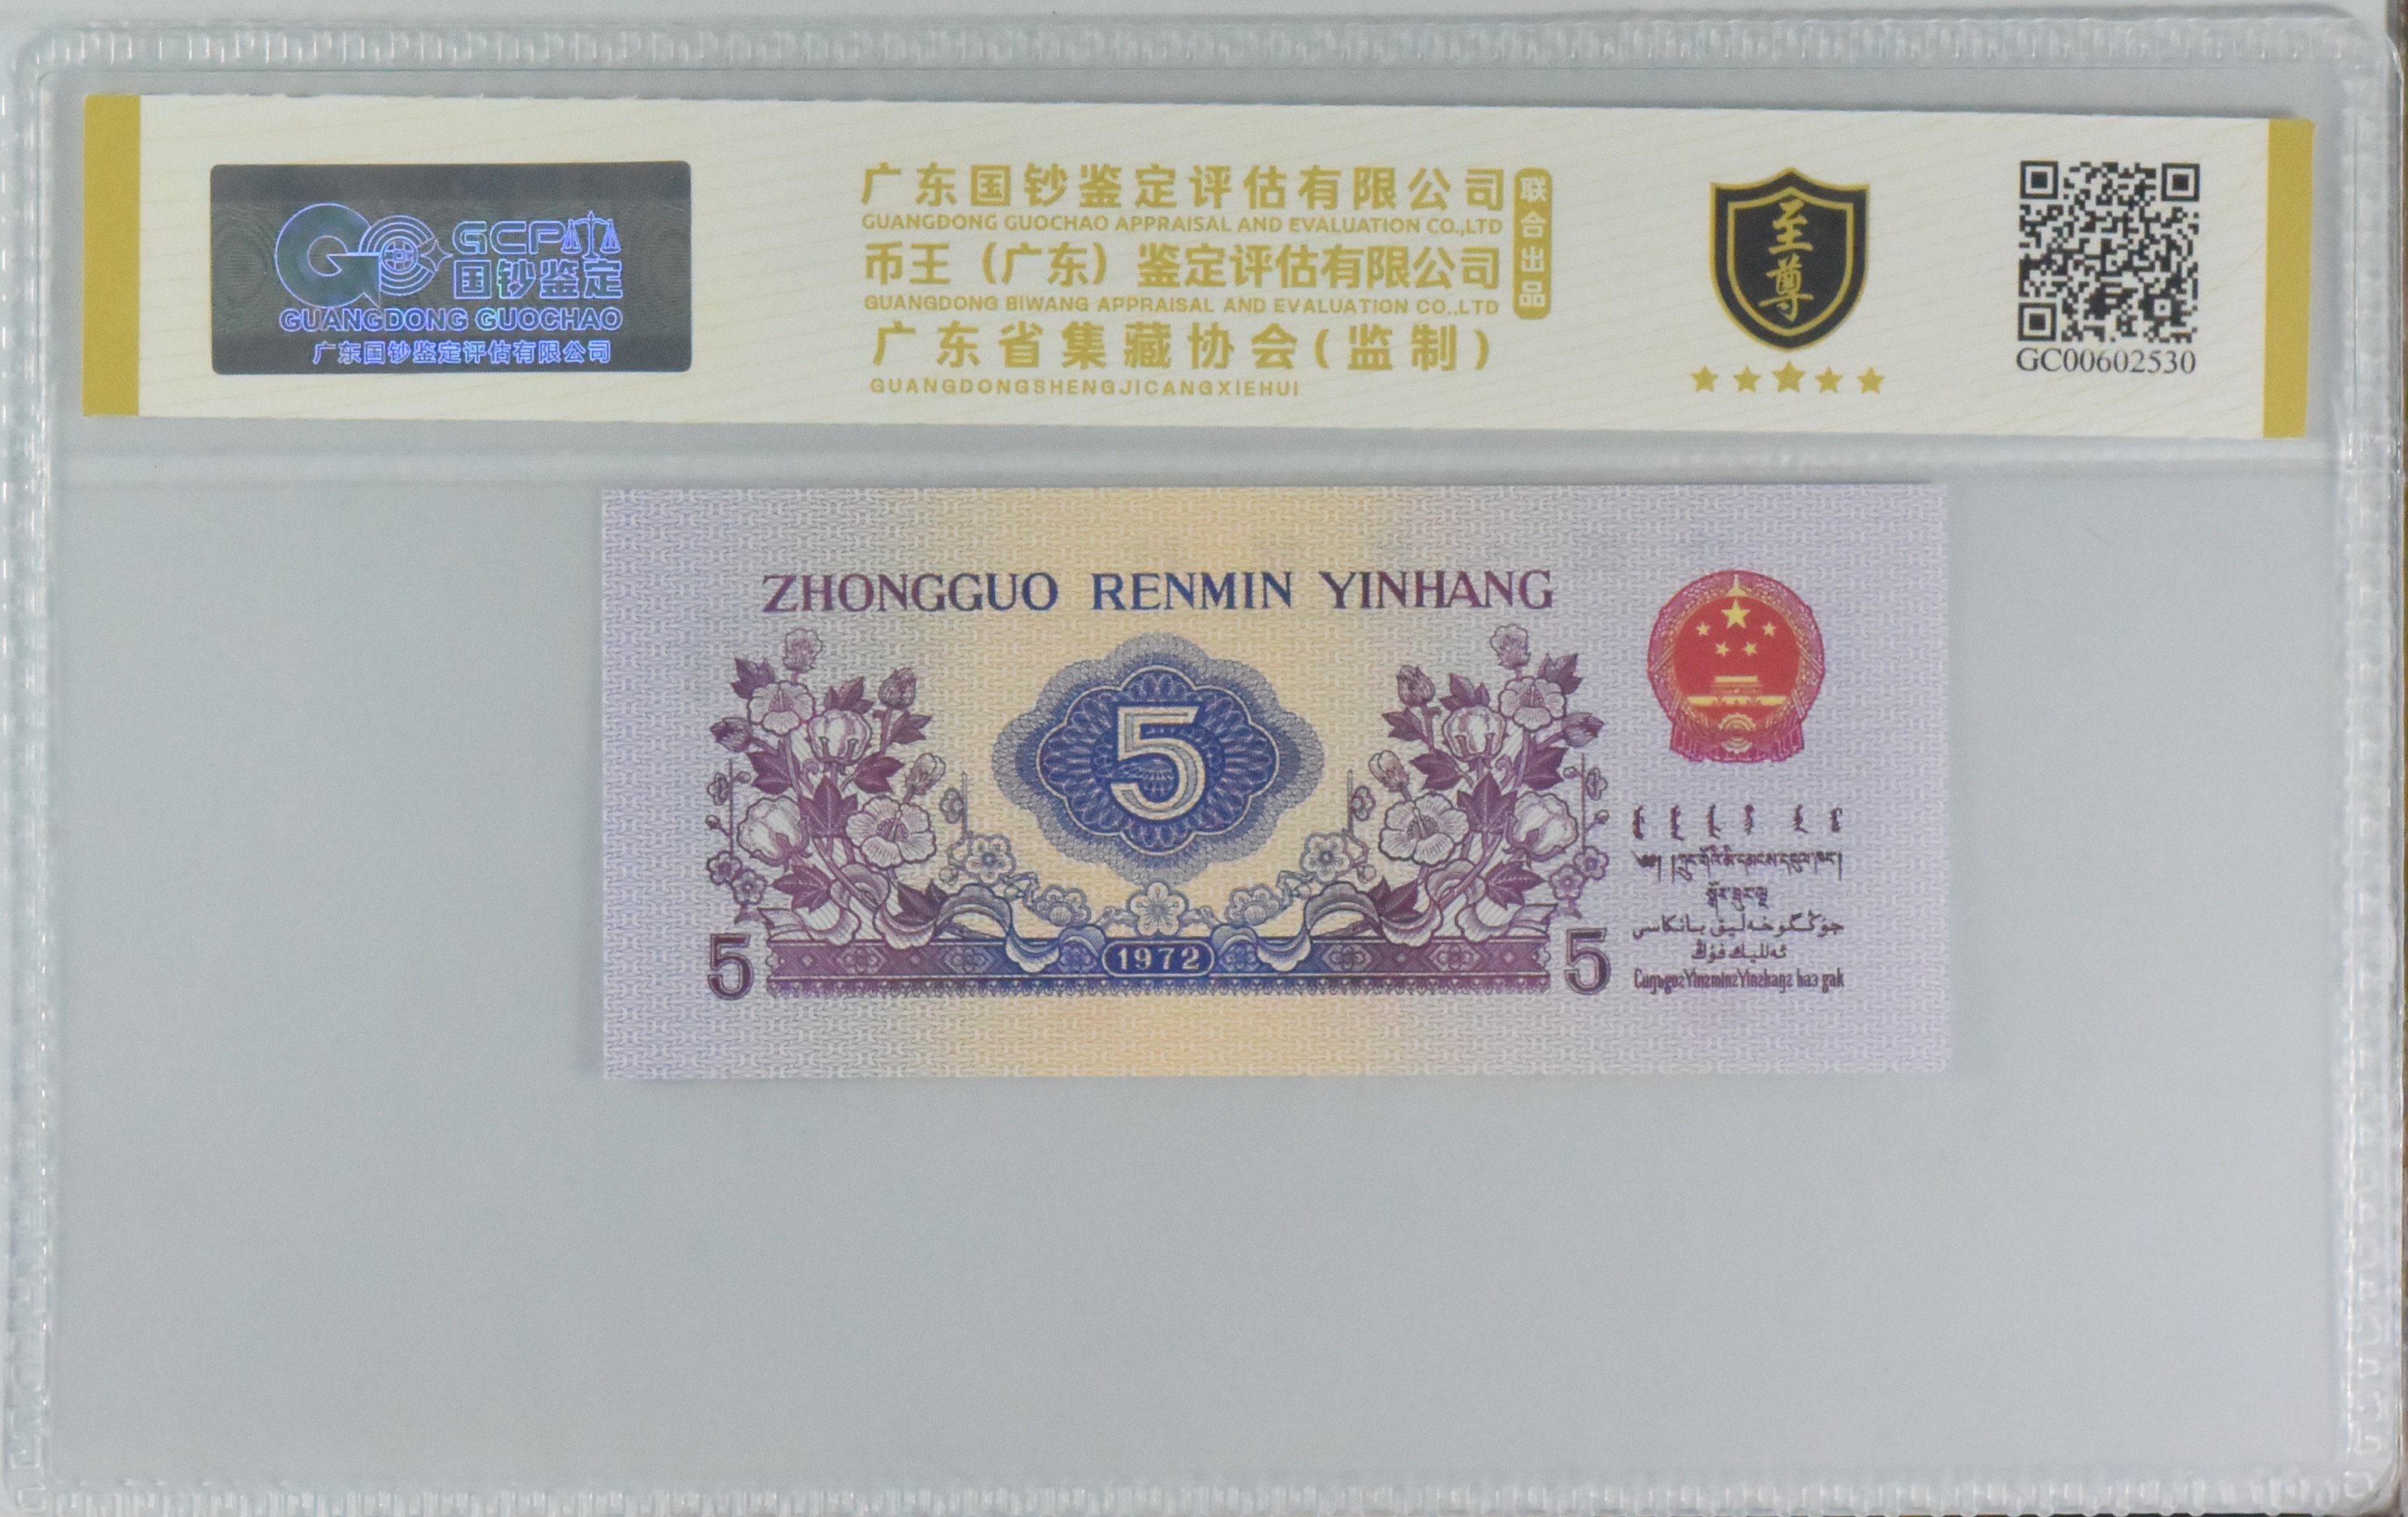 GCP
国钞鉴定
GUANGDONG GUOCHAO
广东国钞鉴定评估有限公司
广东国钞鉴定评估有限公司
GUANGDONG GUOCHAO APPRAISAL AND EVALUATION CO.,LTD
币王（广东）鉴定评估有限公司
GUANGDONG BIWANG APPRAISAL AND EVALUATION CO.,LTD
广东省集藏协会(监制)
GUANGDONGSHENGJICANGXIEHUI
联合出品
至尊
GC00602530
ZHONGGUO RENMIN YINHANG
5
1972
5
5
جۇڭگو خەلىق بانكاسى